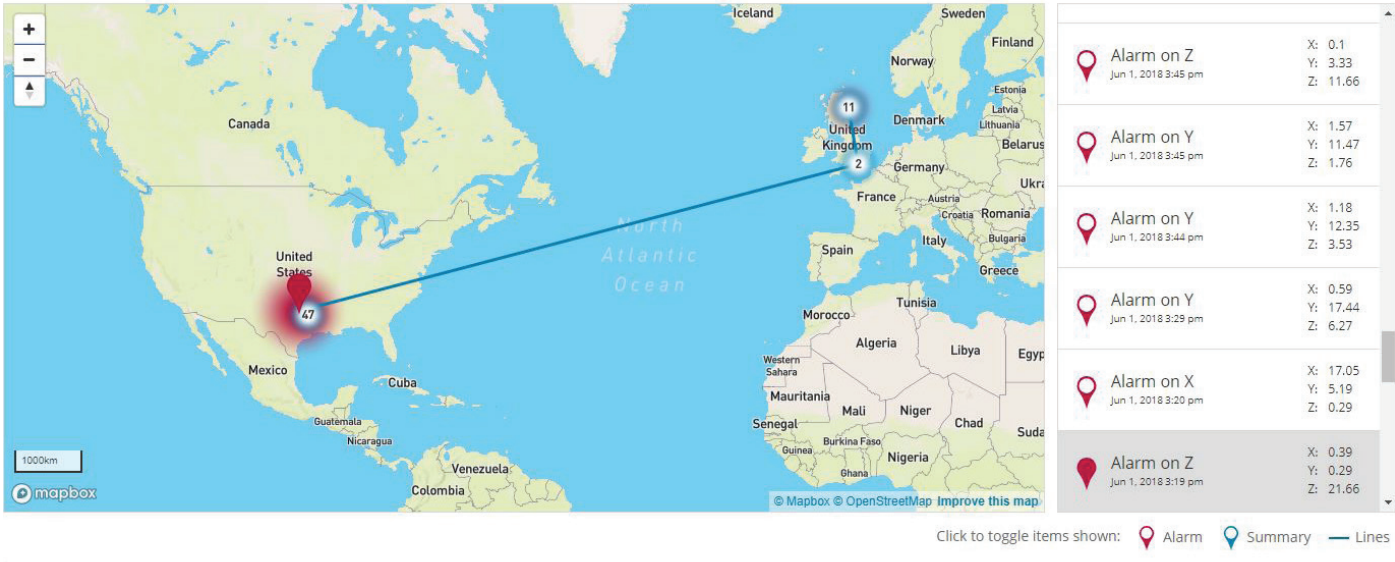 +
−
Iceland
Sweden
Finland
Norway
Estonia
Latvia
Lithuania
Denmark
Canada
11
United
Kingdom
Belarus
2
Germany
Ukra
France
Austria
Croatia
Romania
North
Atlantic
Ocean
Spain
Italy
Bulgaria
Greece
United
States
47
Tunisia
Morocco
Algeria
Libya
Egyp
Western
Sahara
Mexico
Cuba
Mauritania
Mali
Niger
Chad
Suda
Senegal
Guatemala
Nicaragua
Burkina Faso
Guinea
Nigeria
Ghana
Venezuela
Colombia
1000km
mapbox
© Mapbox © OpenStreetMap Improve this map
Alarm on Z
Jun 1, 2018 3:45 pm
X: 0.1
Y: 3.33
Z: 11.66
Alarm on Y
Jun 1, 2018 3:45 pm
X: 1.57
Y: 11.47
Z: 1.76
Alarm on Y
Jun 1, 2018 3:44 pm
X: 1.18
Y: 12.35
Z: 3.53
Alarm on Y
Jun 1, 2018 3:29 pm
X: 0.59
Y: 17.44
Z: 6.27
Alarm on X
Jun 1, 2018 3:20 pm
X: 17.05
Y: 5.19
Z: 0.29
Alarm on Z
Jun 1, 2018 3:19 pm
X: 0.39
Y: 0.29
Z: 21.66
Click to toggle items shown: Alarm Summary Lines